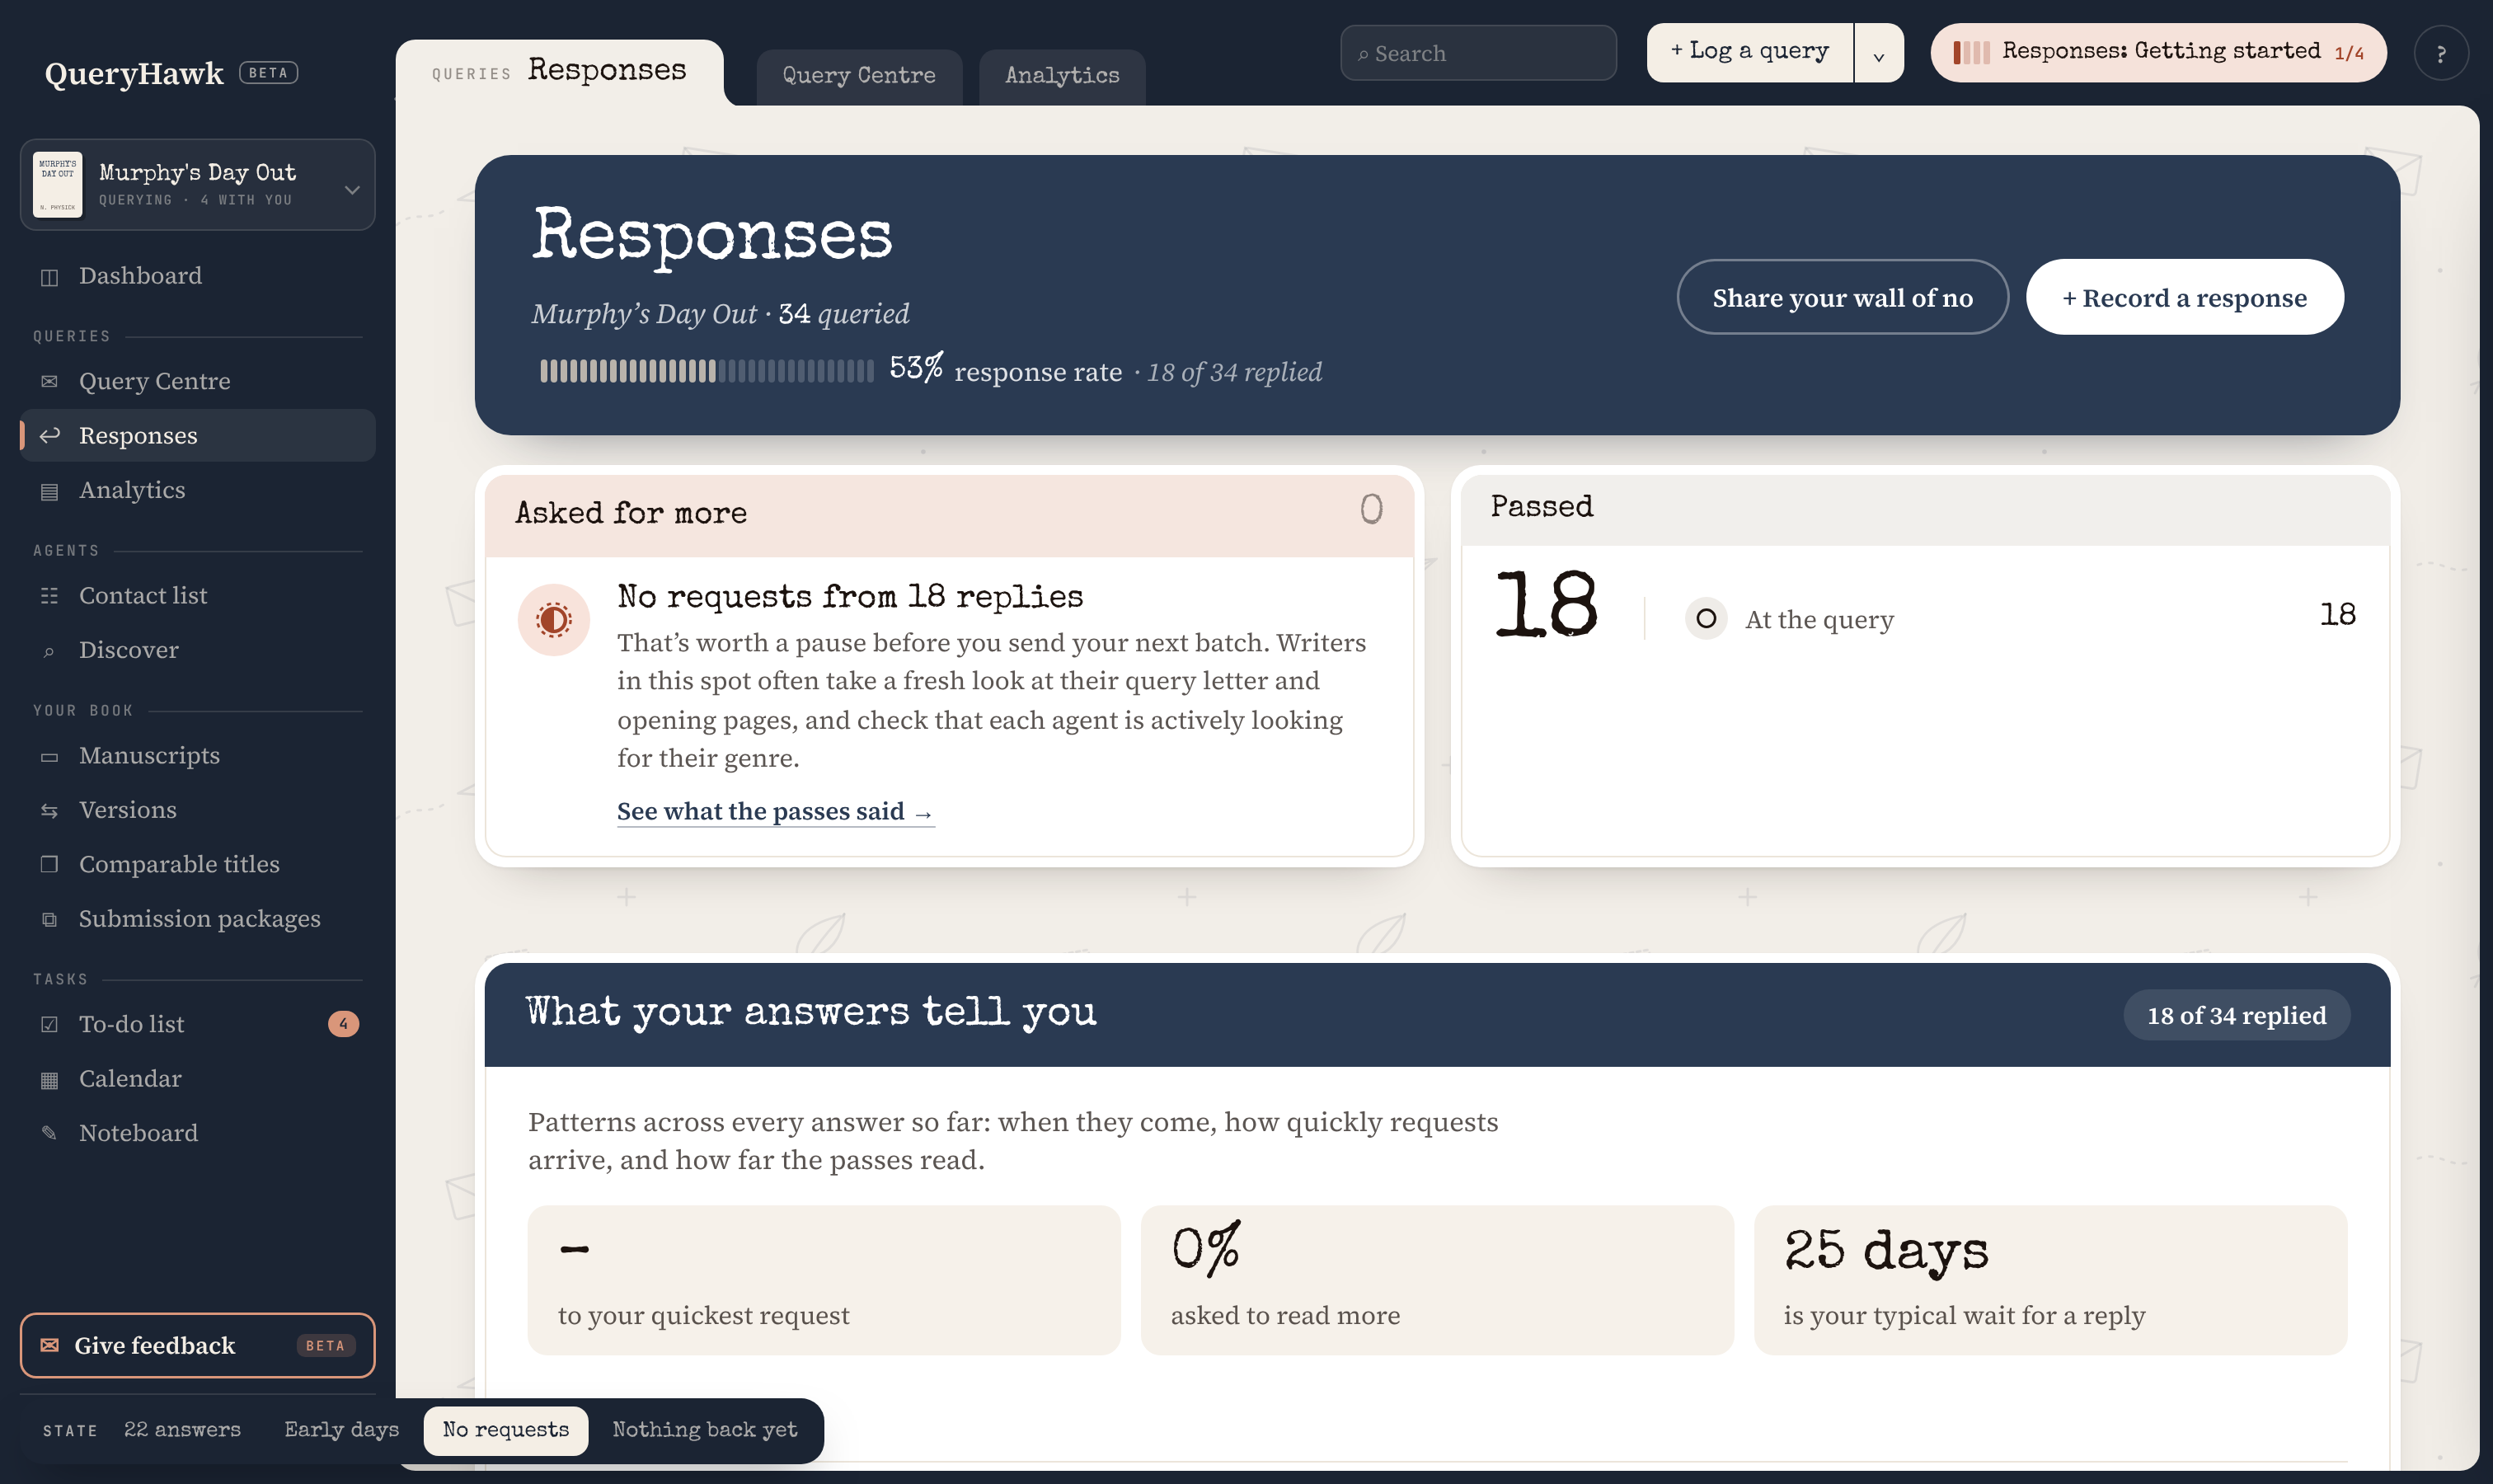 QueryHawk BETA
MURPHY'S
DAY OUT
N. PHYSICK
Murphy's Day Out
QUERYING · 4 WITH YOU
Dashboard
QUERIES
Query Centre
Responses
Analytics
AGENTS
Contact list
Discover
YOUR BOOK
Manuscripts
Versions
Comparable titles
Submission packages
TASKS
To-do list 4
Calendar
Noteboard
Give feedback BETA
QUERIES Responses
Query Centre
Analytics
Search
+ Log a query
Responses: Getting started 1/4
?
Responses
Murphy’s Day Out · 34 queried
53% response rate · 18 of 34 replied
Share your wall of no
+ Record a response
Asked for more 0
No requests from 18 replies
That’s worth a pause before you send your next batch. Writers
in this spot often take a fresh look at their query letter and
opening pages, and check that each agent is actively looking
for their genre.
See what the passes said →
Passed
18
At the query 18
What your answers tell you
18 of 34 replied
Patterns across every answer so far: when they come, how quickly requests
arrive, and how far the passes read.
–
to your quickest request
0%
asked to read more
25 days
is your typical wait for a reply
STATE 22 answers Early days No requests Nothing back yet